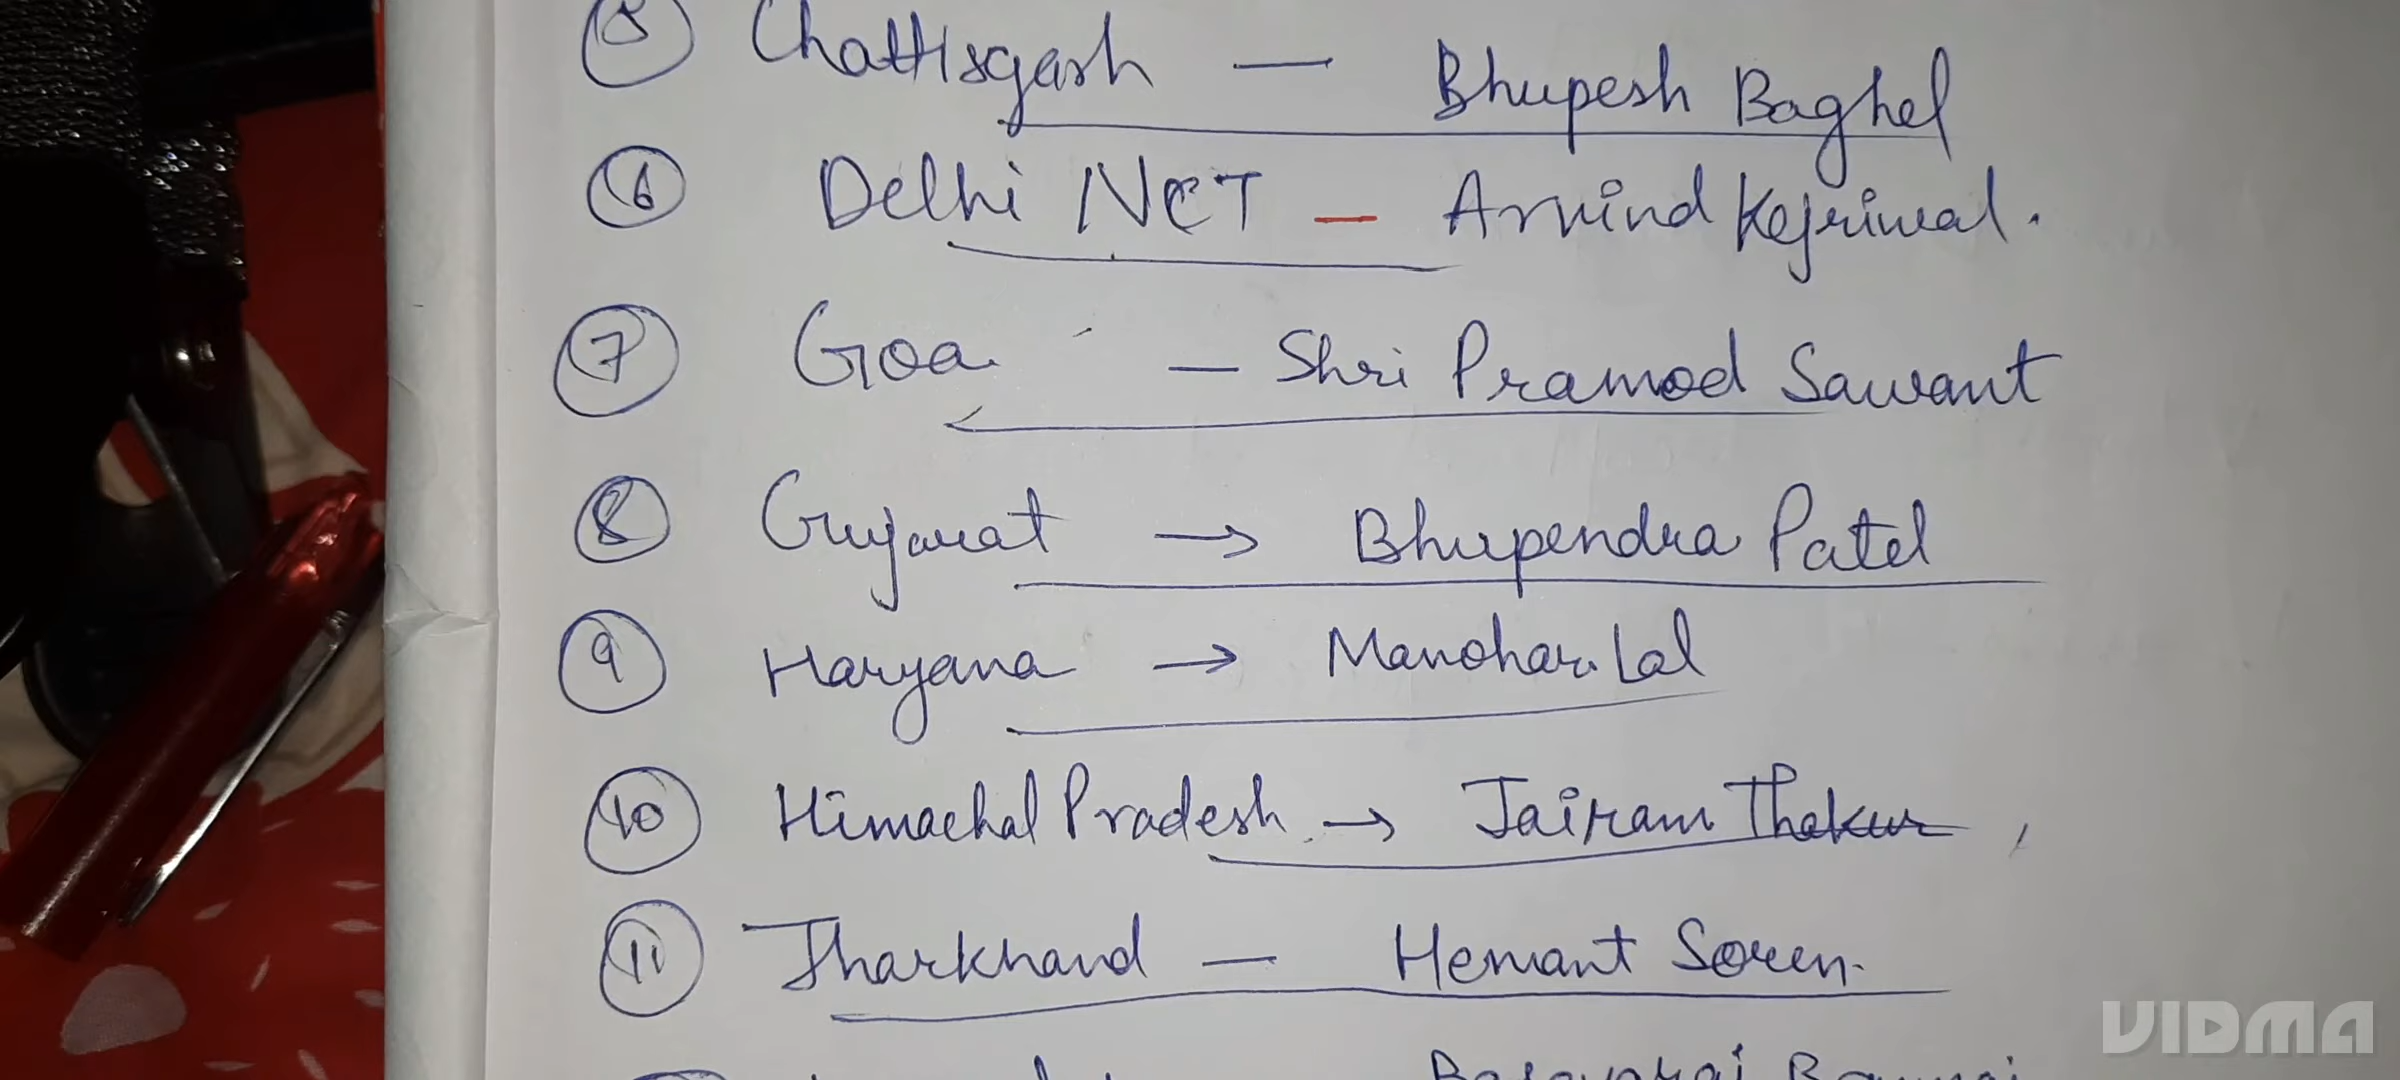 5 Chattisgarh — Bhupesh Baghel
6 Delhi NCT — Arvind Kejriwal.
7 Goa — Shri Pramod Sawant
8 Gujarat → Bhupendra Patel
9 Haryana → Manohar Lal
10 Himachal Pradesh → Jairam Thakur
11 Jharkhand — Hemant Soren.
VIDMA